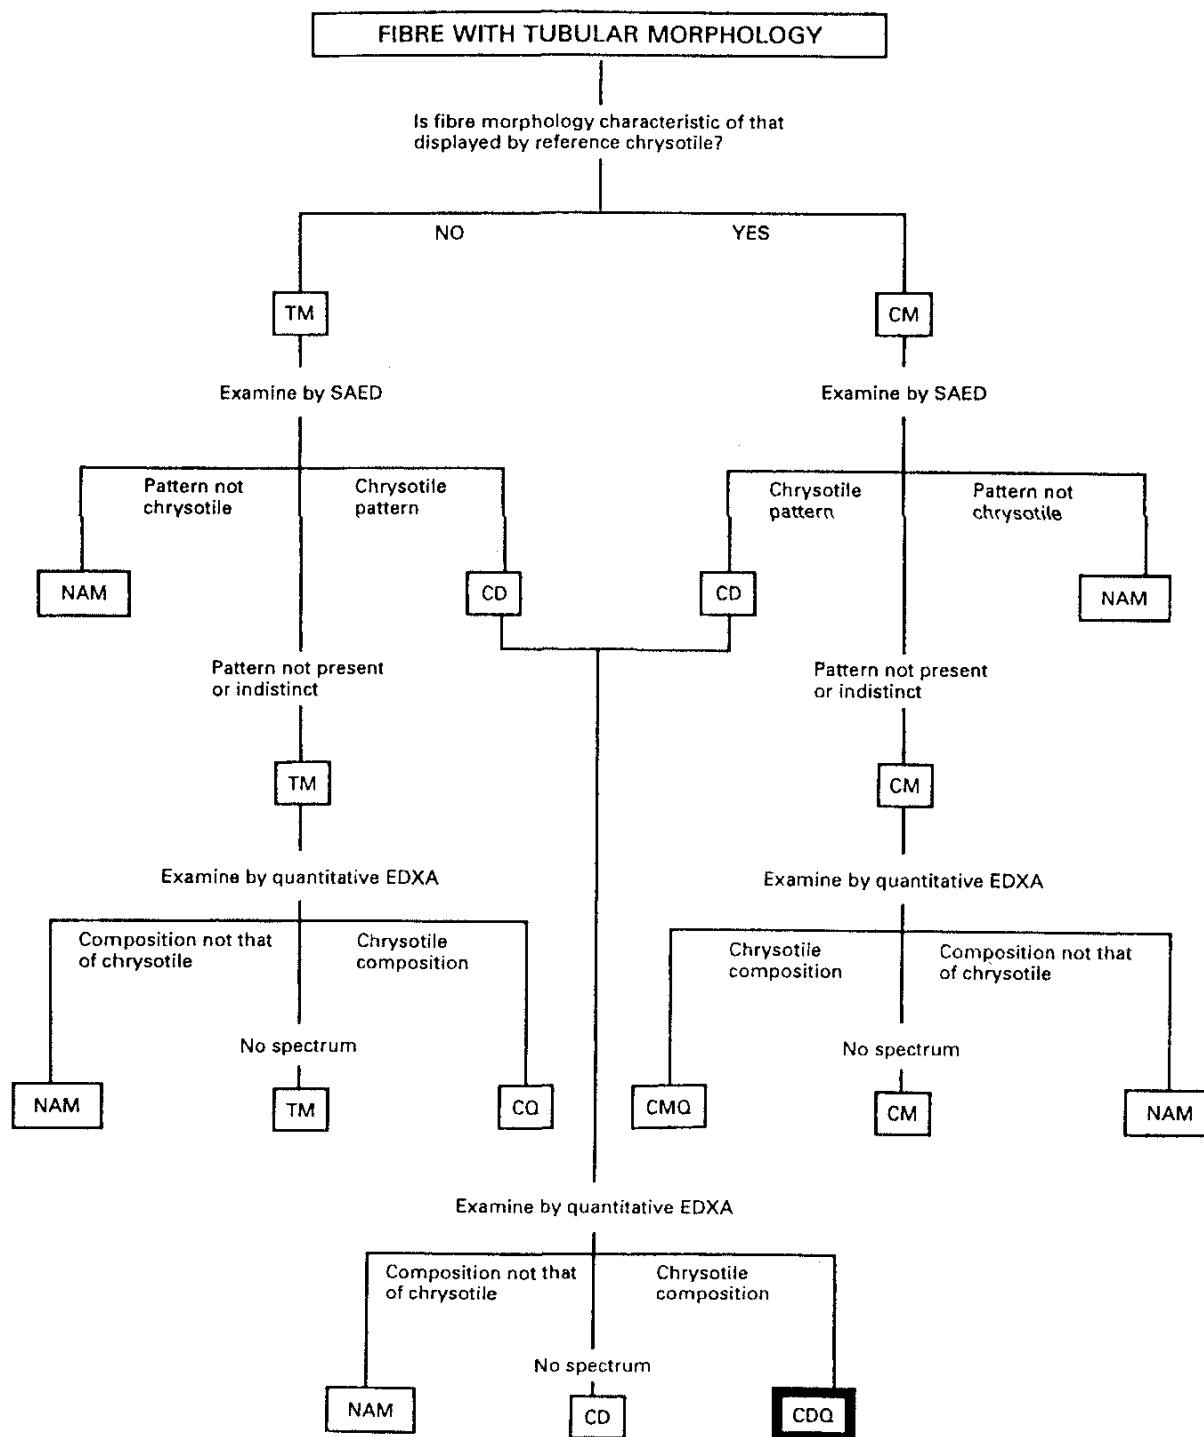 FIBRE WITH TUBULAR MORPHOLOGY
Is fibre morphology characteristic of that
displayed by reference chrysotile?
NO
YES
TM
CM
Examine by SAED
Examine by SAED
Pattern not
chrysotile
Chrysotile
pattern
Chrysotile
pattern
Pattern not
chrysotile
NAM
CD
CD
NAM
Pattern not present
or indistinct
Pattern not present
or indistinct
TM
CM
Examine by quantitative EDXA
Examine by quantitative EDXA
Composition not that
of chrysotile
Chrysotile
composition
Chrysotile
composition
Composition not that
of chrysotile
No spectrum
No spectrum
NAM
TM
CQ
CMQ
CM
NAM
Examine by quantitative EDXA
Composition not that
of chrysotile
Chrysotile
composition
No spectrum
NAM
CD
CDQ